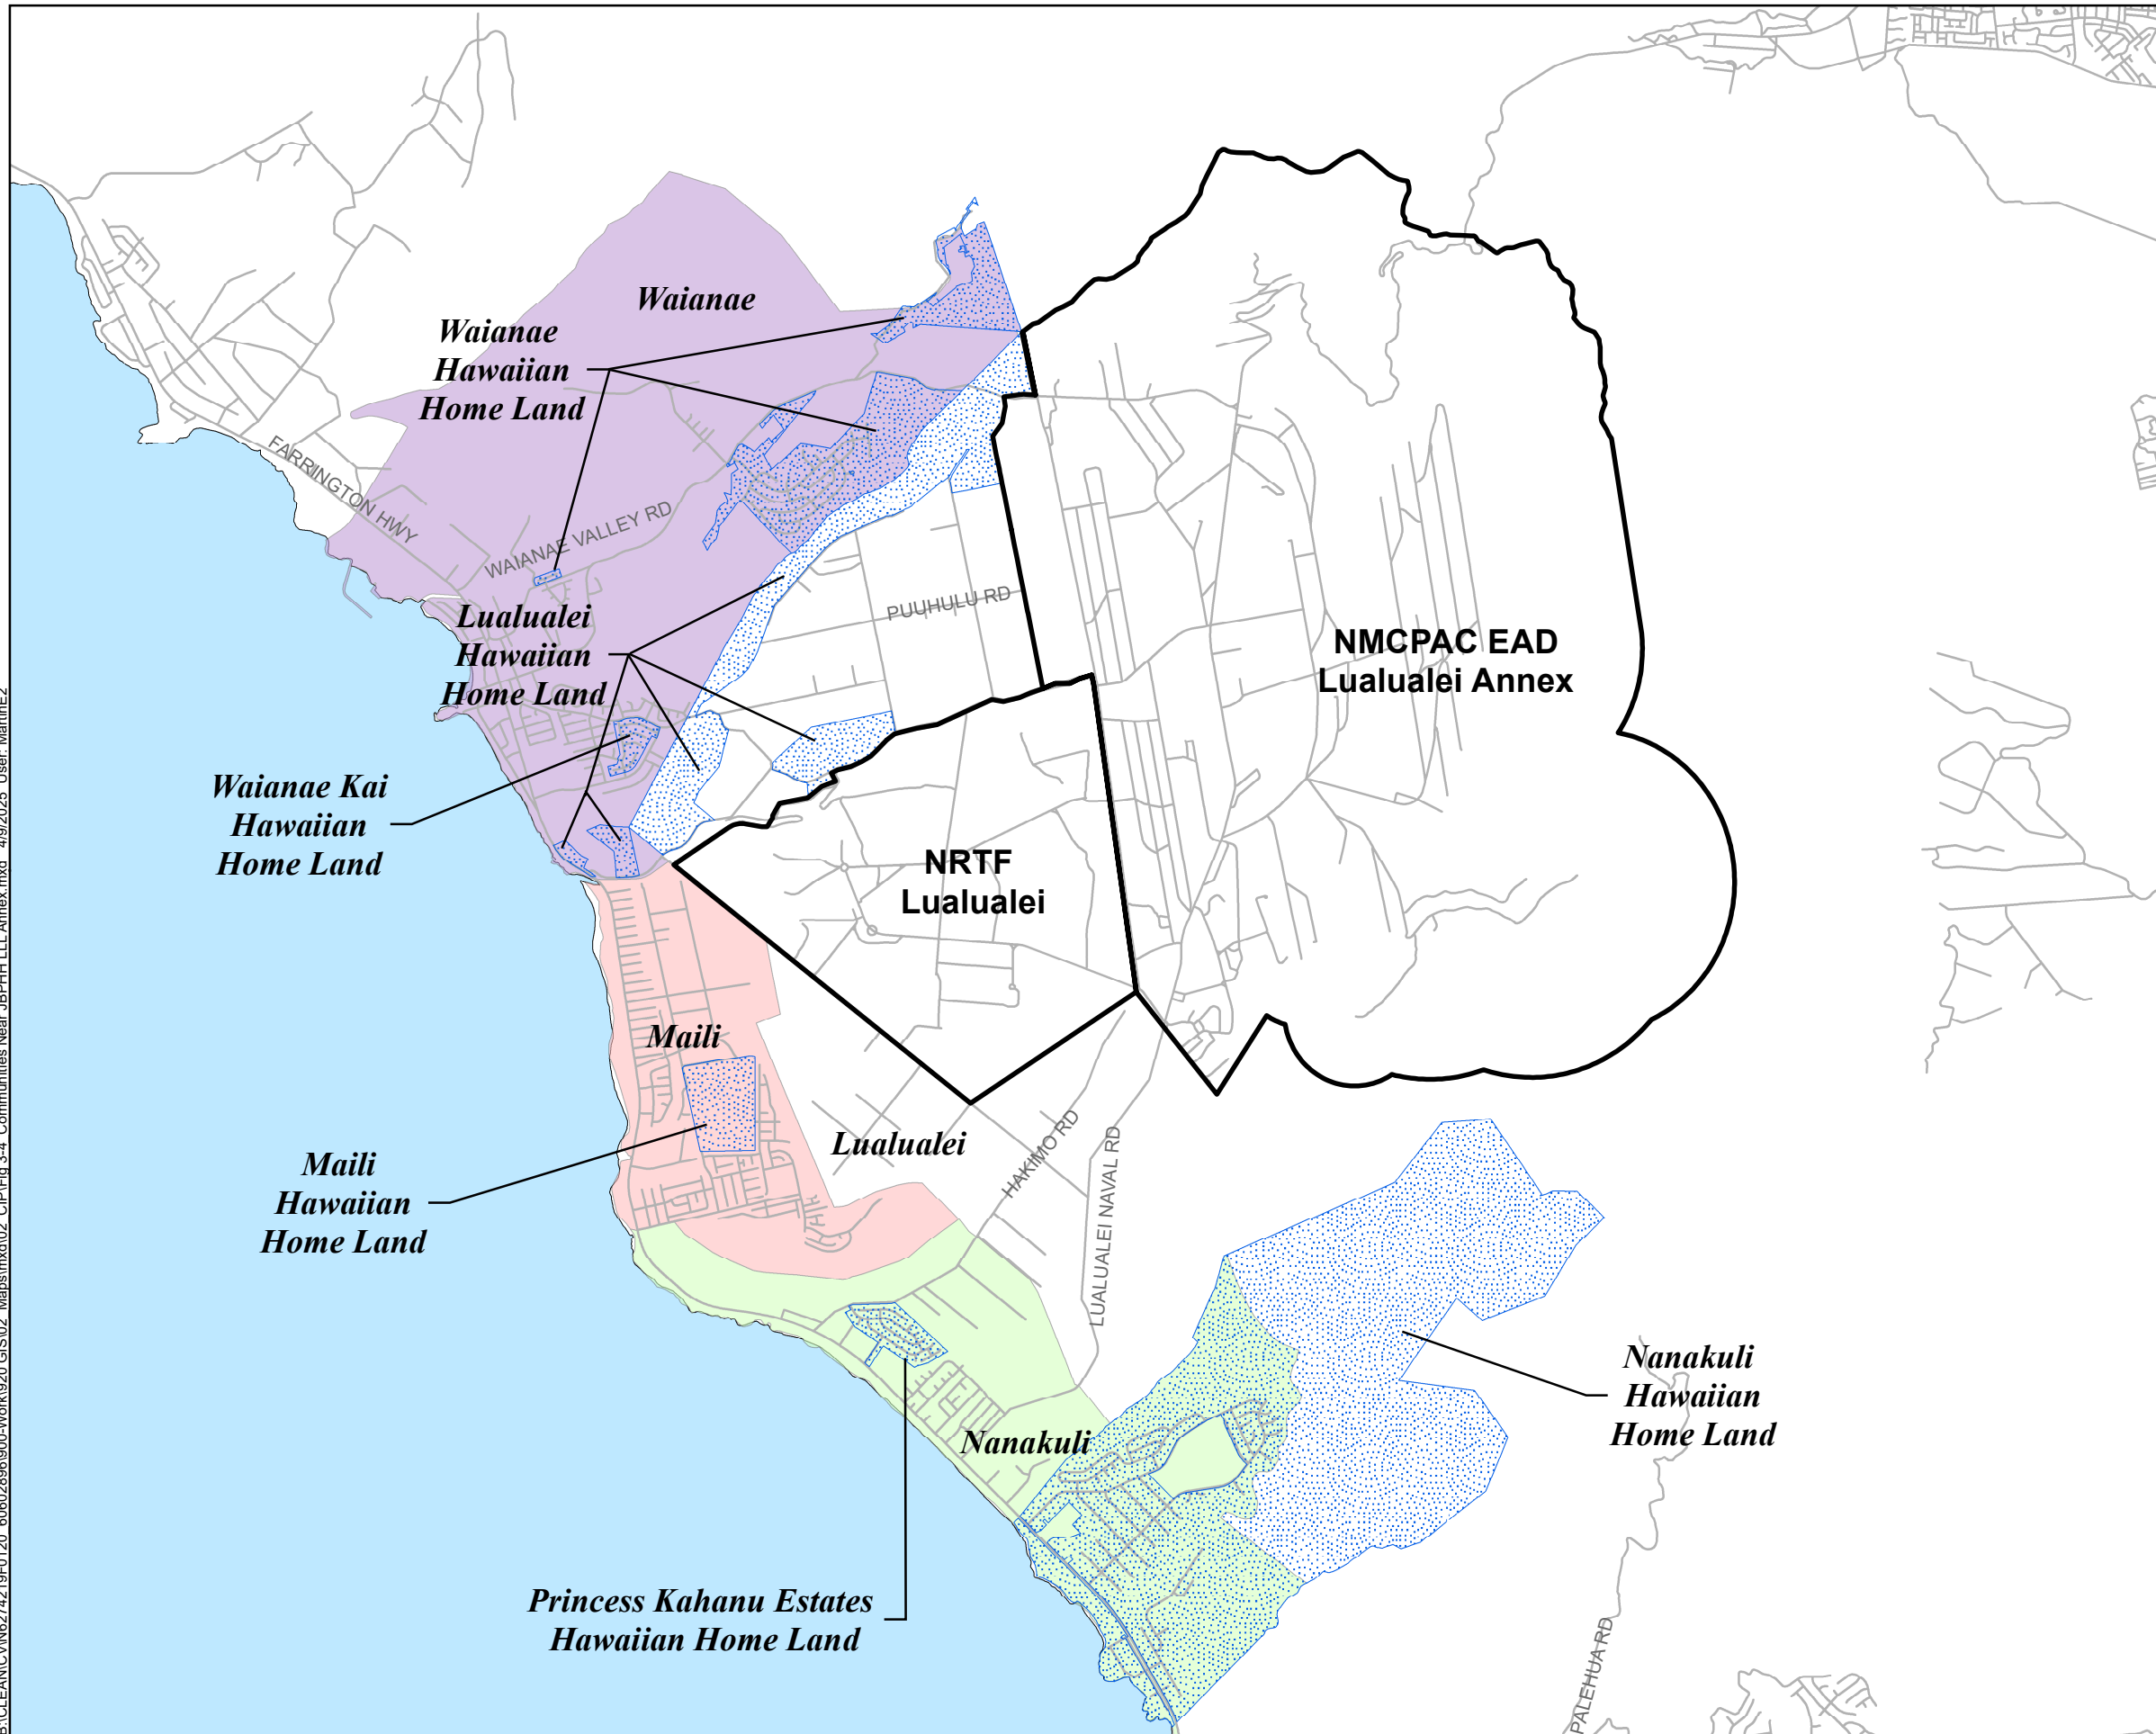 Waianae
Waianae
Hawaiian
Home Land
FARRINGTON HWY
WAIANAE VALLEY RD
Lualualei
Hawaiian
Home Land
PUUHULU RD
NMCPAC EAD
Lualualei Annex
Waianae Kai
Hawaiian
Home Land
NRTF
Lualualei
Maili
Maili
Hawaiian
Home Land
Lualualei
HAKIMO RD
LUALUALEI NAVAL RD
Nanakuli
Hawaiian
Home Land
Nanakuli
Princess Kahanu Estates
Hawaiian Home Land
PALEHUA RD